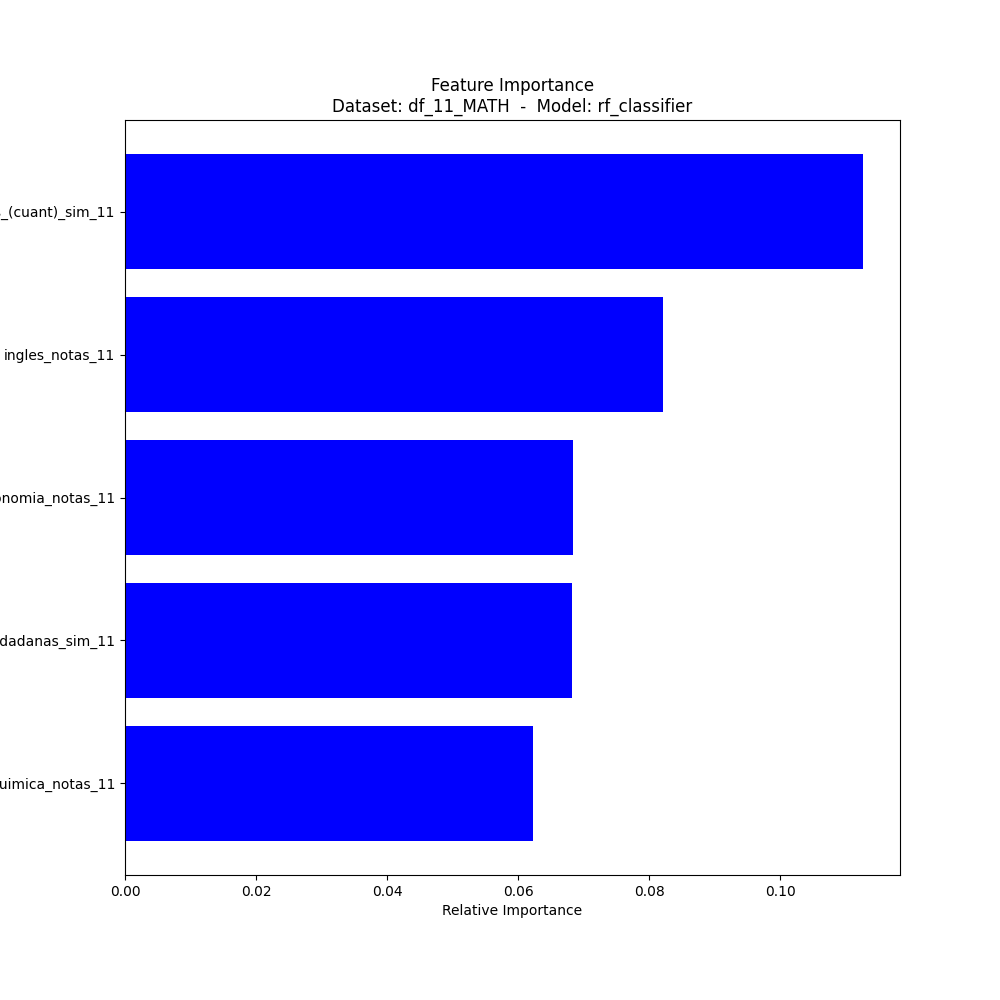 Feature Importance
Dataset: df_11_MATH - Model: rf_classifier
_(cuant)_sim_11
ingles_notas_11
nomia_notas_11
dadanas_sim_11
uimica_notas_11
0.00 0.02 0.04 0.06 0.08 0.10
Relative Importance